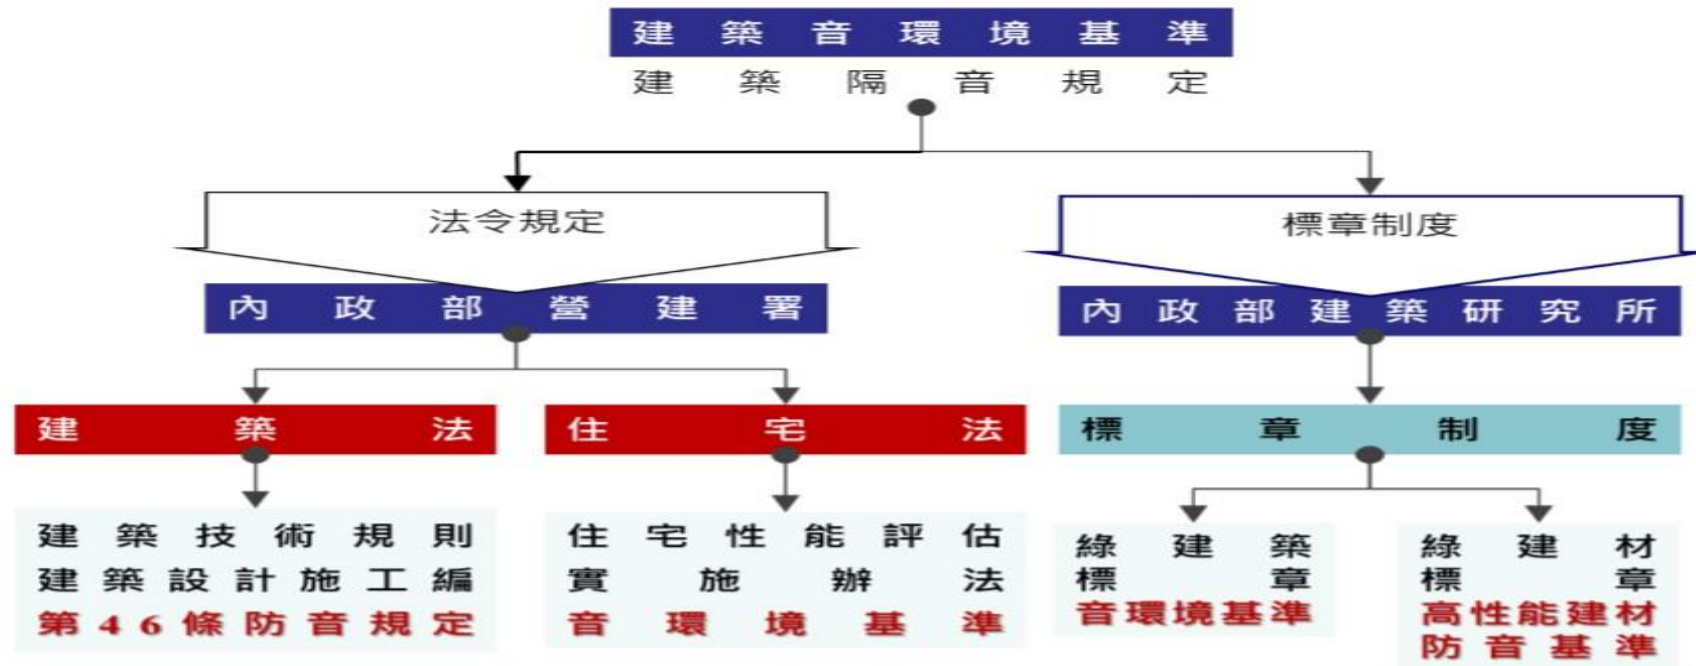 建築音環境基準
建築隔音規定
法令規定
標章制度
內政部營建署
內政部建築研究所
建築法
住宅法
標章制度
建築技術規則
建築設計施工編
第46條防音規定
住宅性能評估
實施辦法
音環境基準
綠建築
標章
音環境基準
綠建材
標章
高性能建材
防音基準